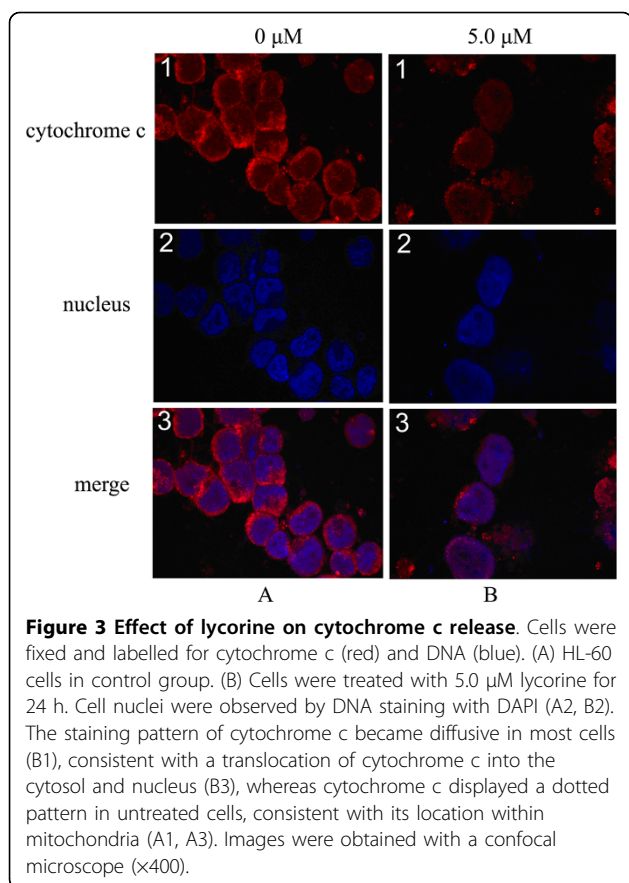 0 μM 5.0 μM
1 1
cytochrome c
2 2
nucleus
3 3
merge
A B
Figure 3 Effect of lycorine on cytochrome c release. Cells were
fixed and labelled for cytochrome c (red) and DNA (blue). (A) HL-60
cells in control group. (B) Cells were treated with 5.0 μM lycorine for
24 h. Cell nuclei were observed by DNA staining with DAPI (A2, B2).
The staining pattern of cytochrome c became diffusive in most cells
(B1), consistent with a translocation of cytochrome c into the
cytosol and nucleus (B3), whereas cytochrome c displayed a dotted
pattern in untreated cells, consistent with its location within
mitochondria (A1, A3). Images were obtained with a confocal
microscope (×400).